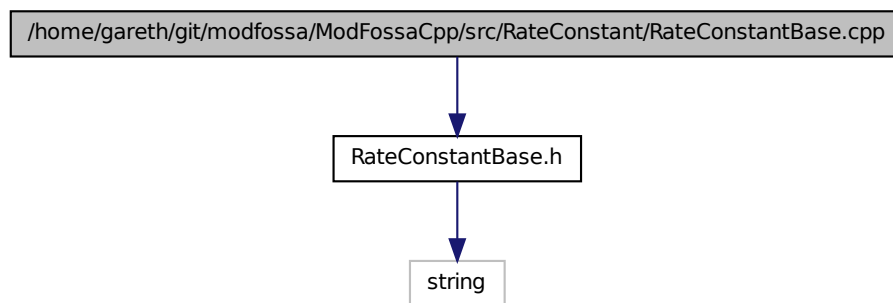 /home/gareth/git/modfossa/ModFossaCpp/src/RateConstant/RateConstantBase.cpp
RateConstantBase.h
string